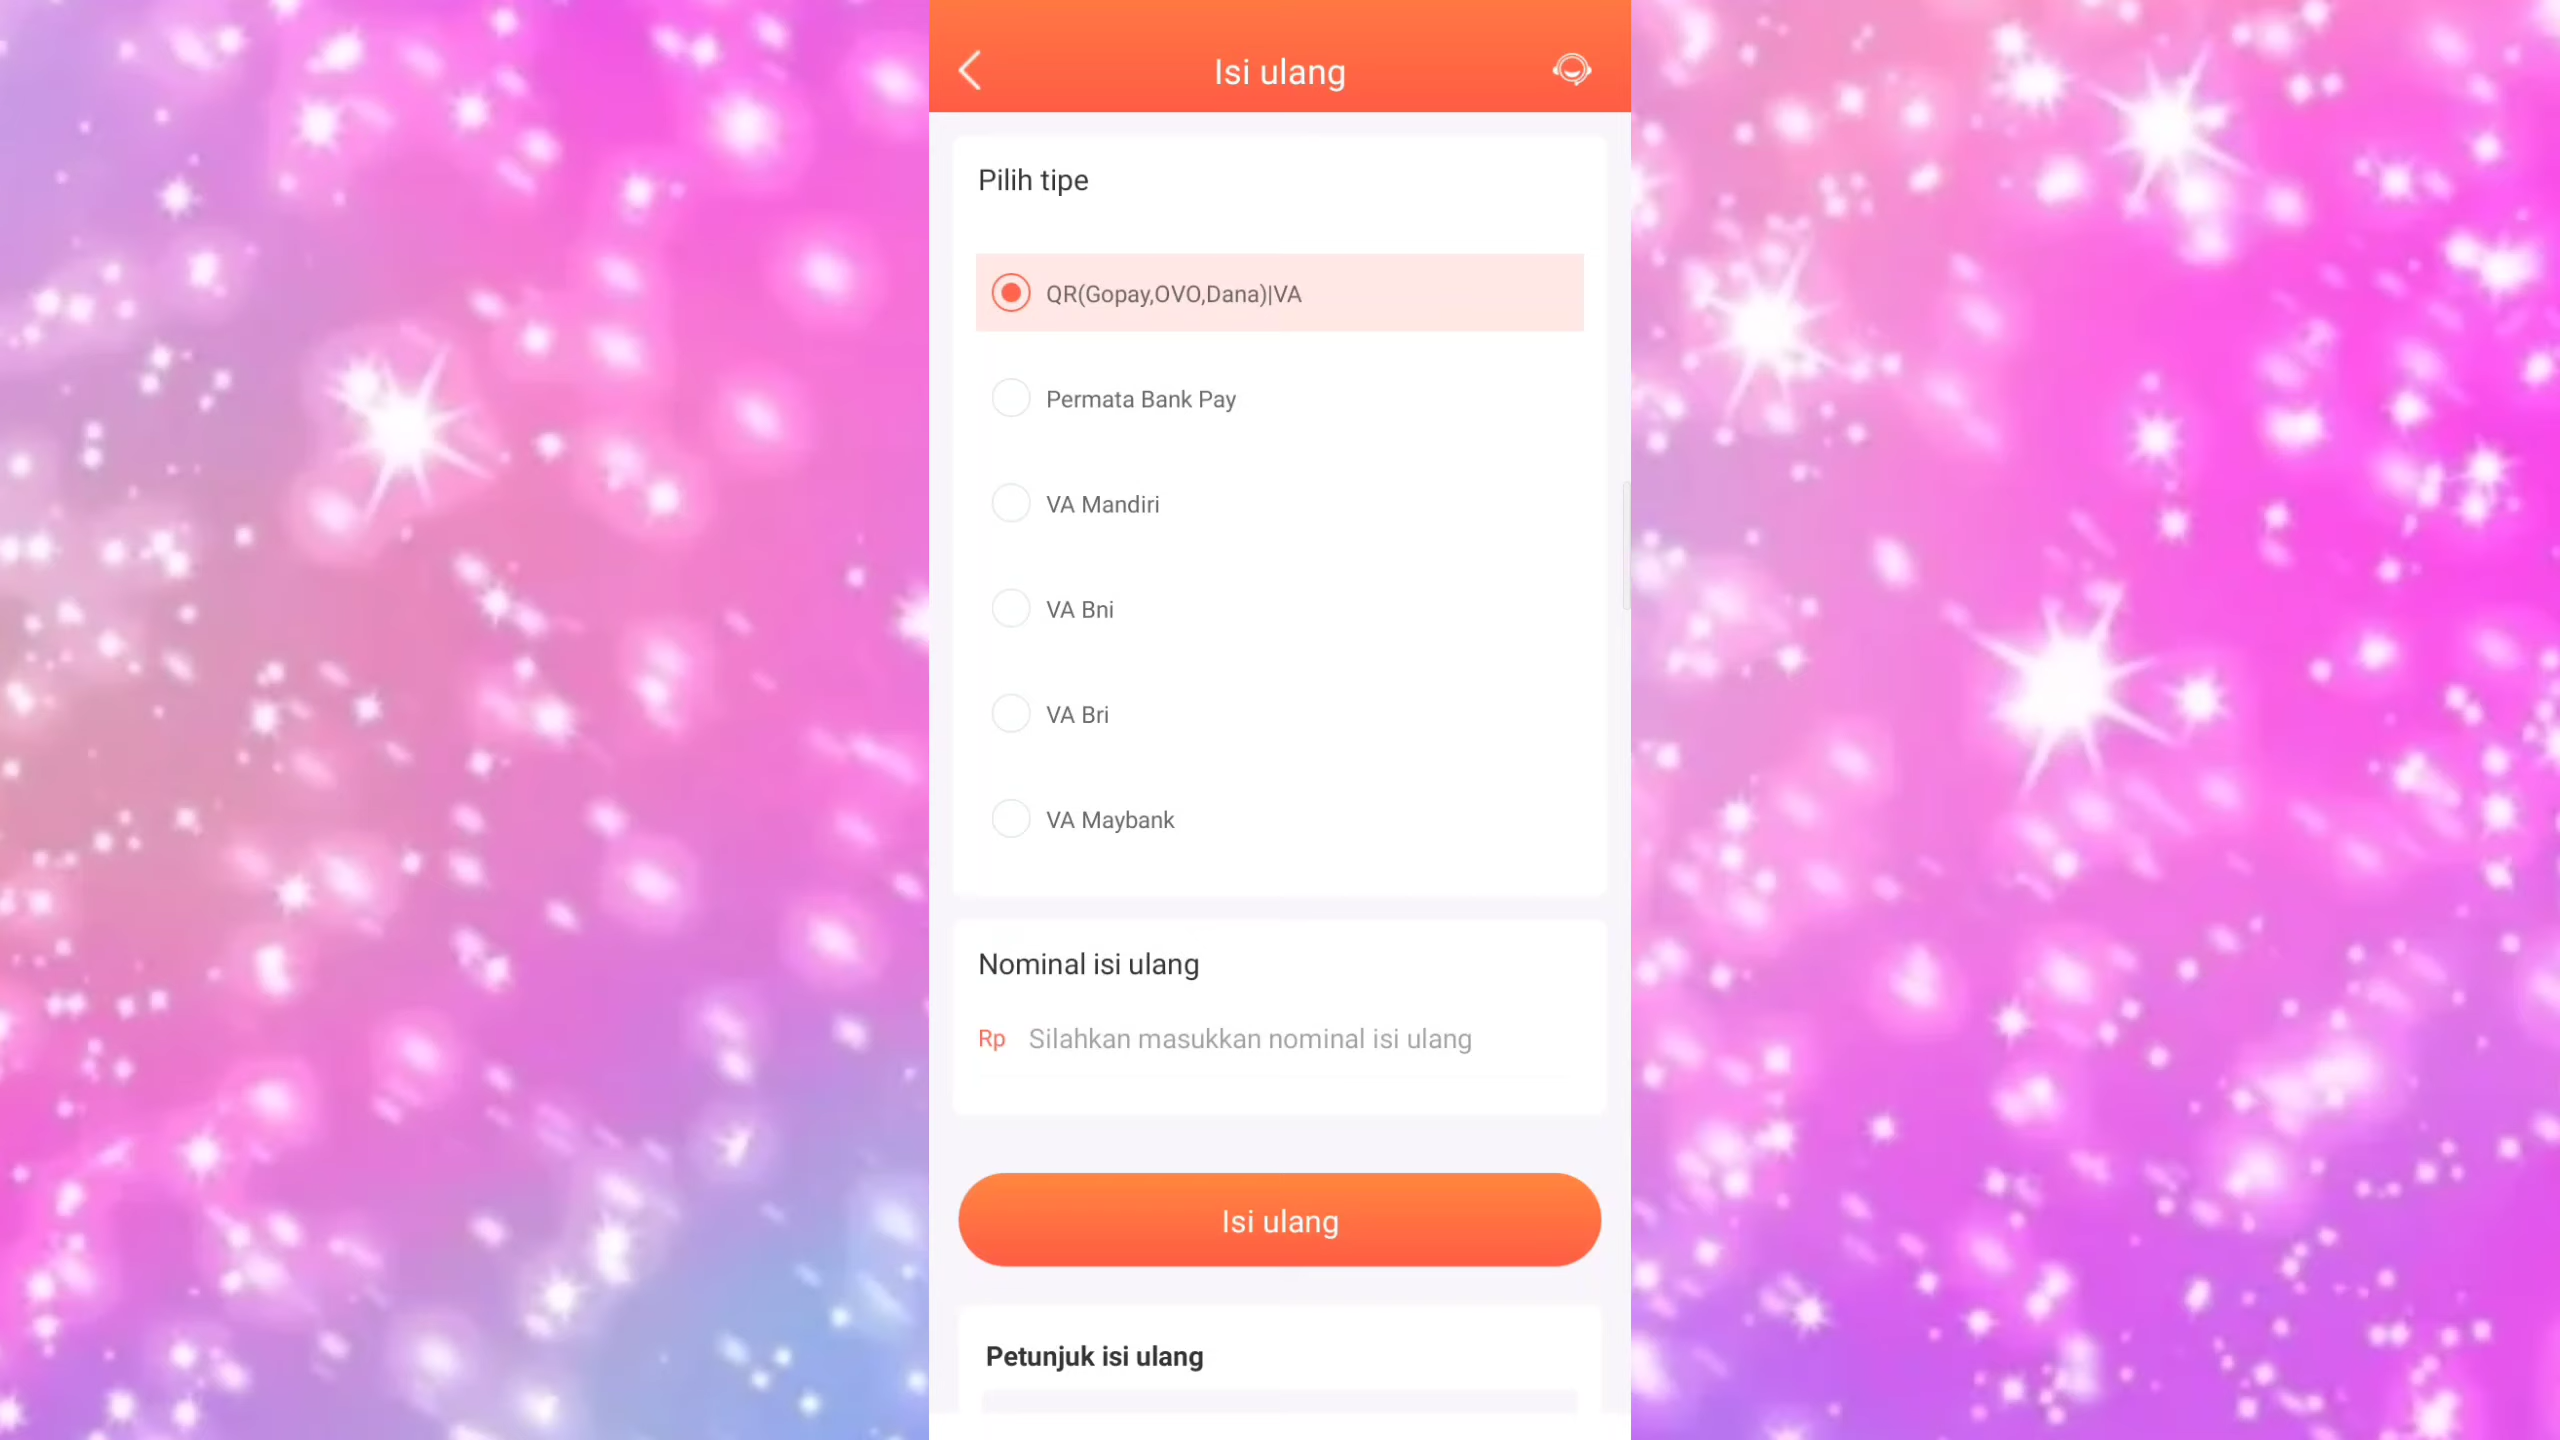 Isi ulang
Pilih tipe
QR(Gopay,OVO,Dana)|VA
Permata Bank Pay
VA Mandiri
VA Bni
VA Bri
VA Maybank
Nominal isi ulang
Rp Silahkan masukkan nominal isi ulang
Isi ulang
Petunjuk isi ulang